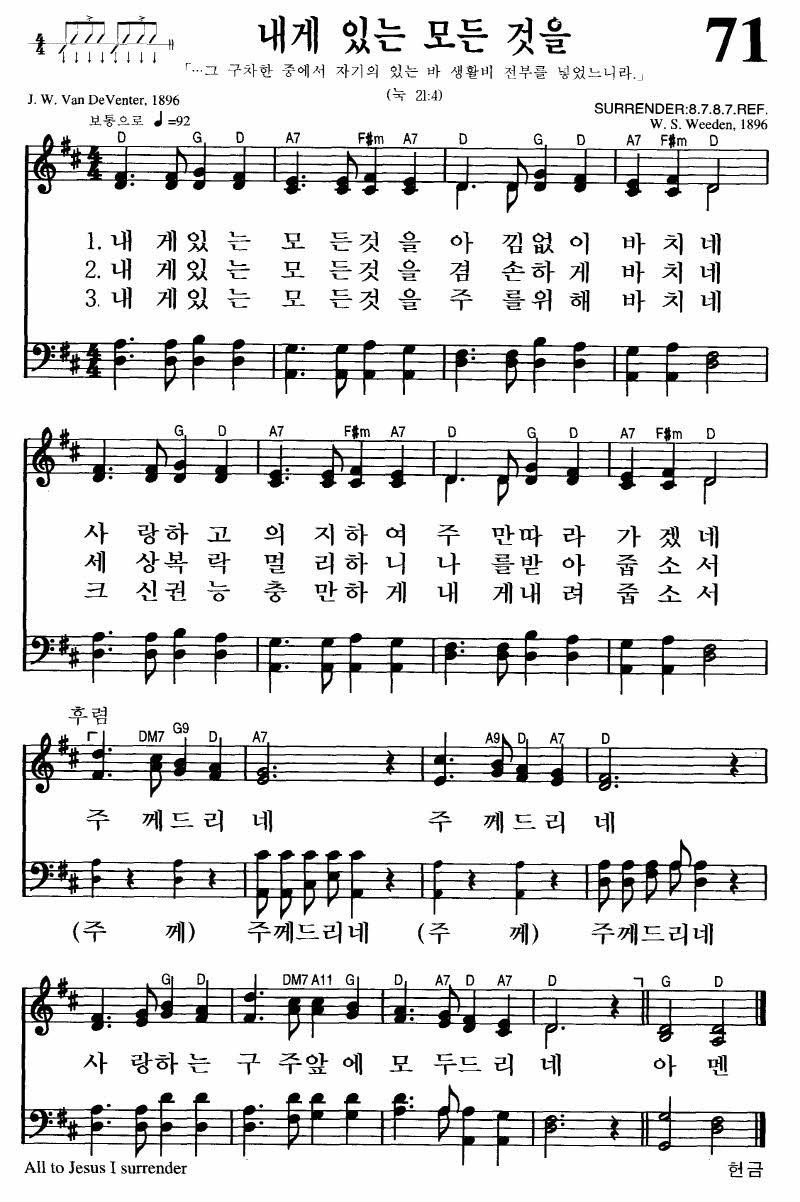 4/4
내게 있는 모든 것을
71
「…그 구차한 중에서 자기의 있는 바 생활비 전부를 넣었느니라.」
(눅 21:4)
J. W. Van DeVenter, 1896
SURRENDER:8.7.8.7.REF.
보통으로 ♩=92
W. S. Weeden, 1896
D G D A7 F#m A7 D G D A7 F#m D
1. 내 게있 는 모 든것 을 아 낌없 이 바 치 네
2. 내 게있 는 모 든것 을 겸 손하 게 바 치 네
3. 내 게있 는 모 든것 을 주 를위 해 바 치 네
G D A7 F#m A7 D G D A7 F#m D
사 랑하 고 의 지하 여 주 만따 라 가 겠 네
세 상복 락 멀 리하 니 나 를받 아 줍 소 서
크 신권 능 충 만하 게 내 게내 려 줍 소 서
후렴
DM7 G9 D A7 A9 D A7 D
주 께드 리 네 주 께드 리 네
(주 께) 주께드리네 (주 께) 주께드리네
G D DM7 A11 G D A7 D A7 D G D
사 랑하 는 구 주앞 에 모 두드 리 네 아 멘
All to Jesus I surrender
헌금